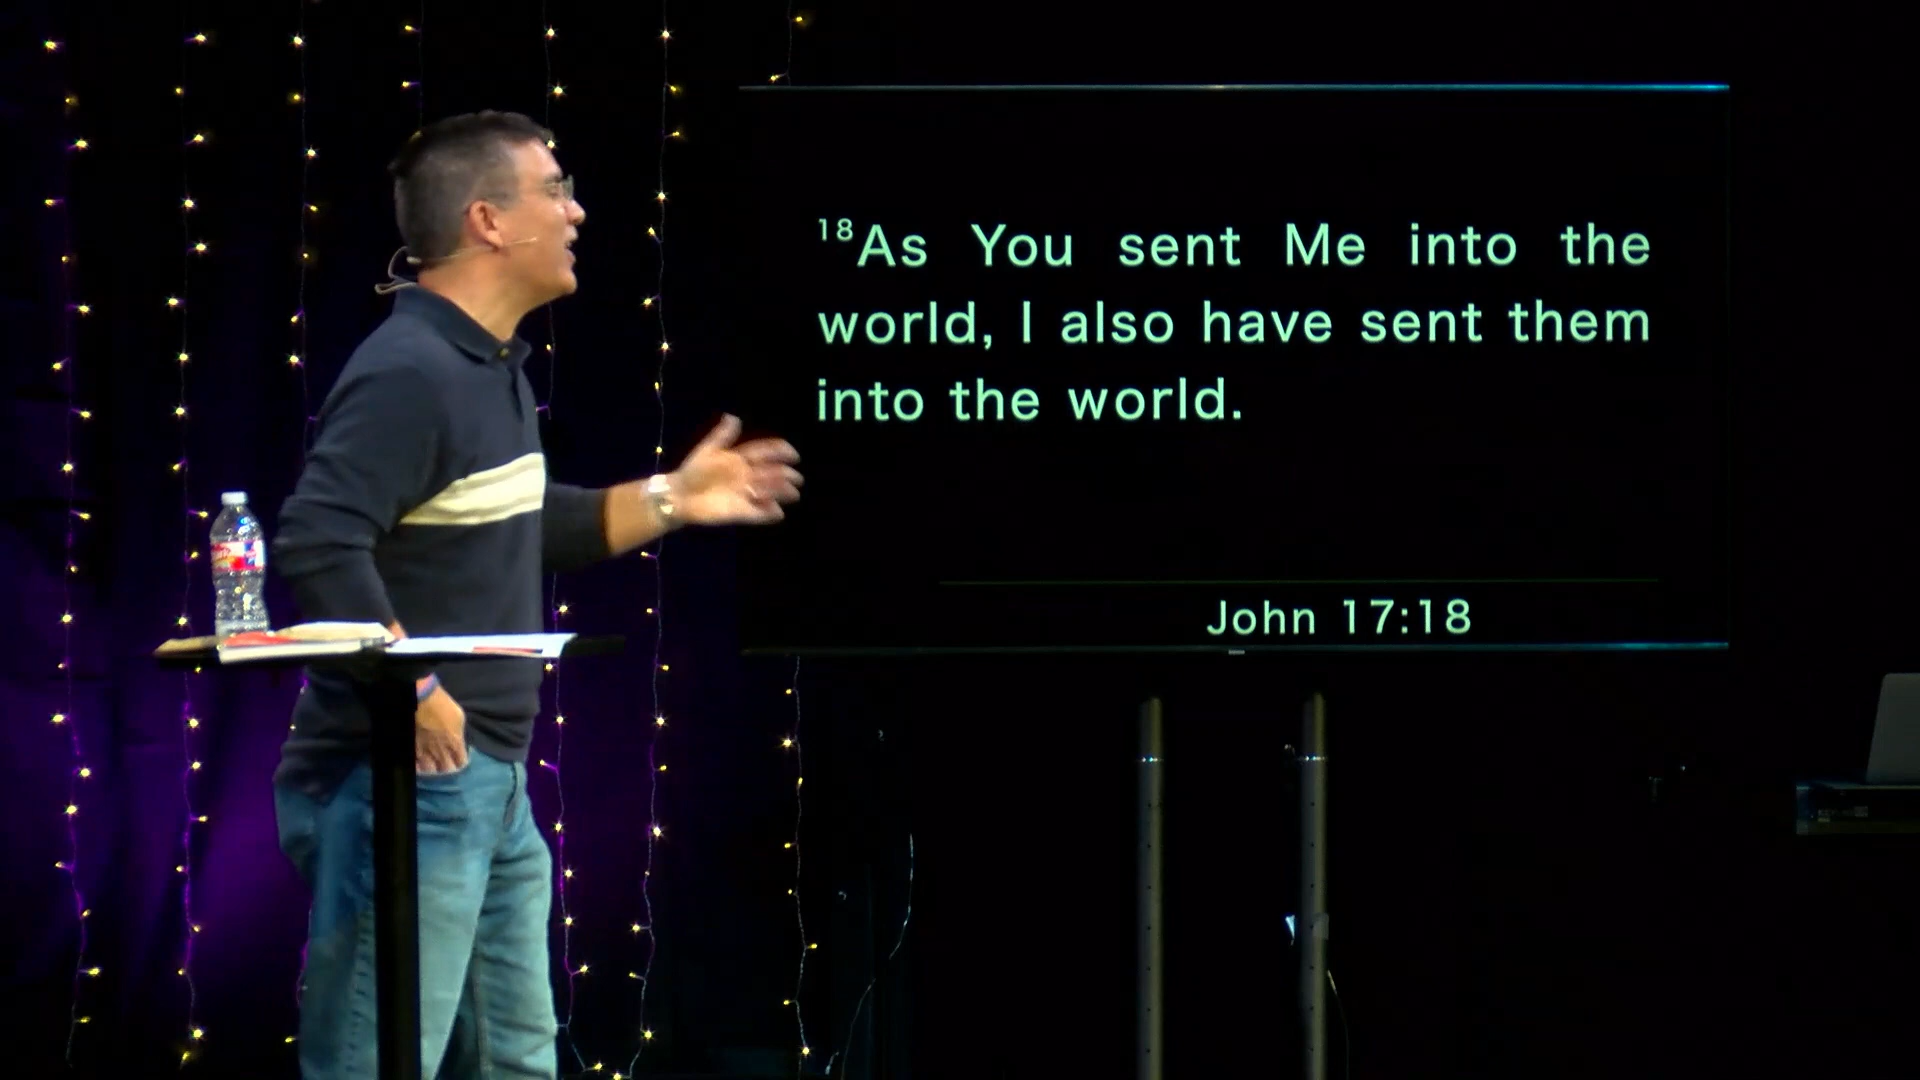 ¹⁸As You sent Me into the
world, I also have sent them
into the world.
John 17:18